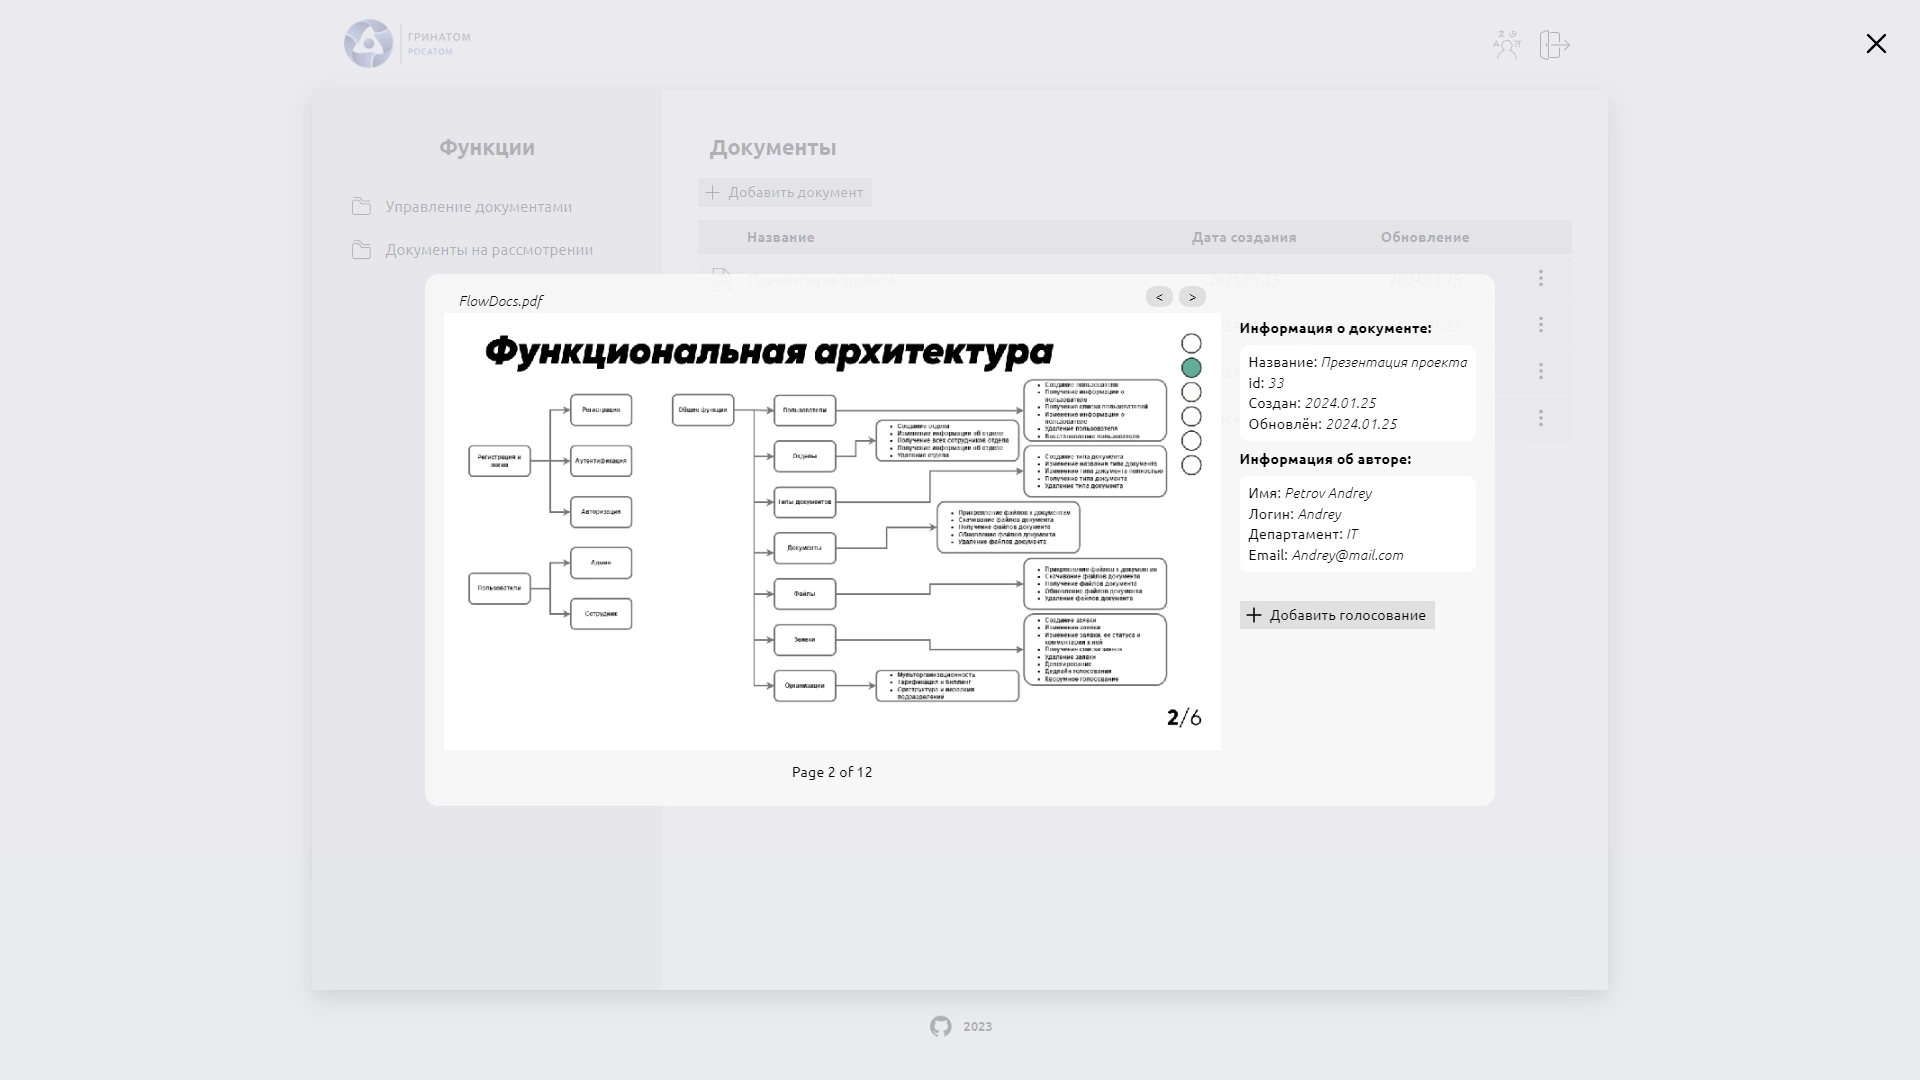 ГРИНАТОМ
РОСАТОМ
Функции
Управление документами
Документы на рассмотрении
Документы
Добавить документ
Название Дата создания Обновление
Презентация проекта 2024.01.25 2024.01.25
FlowDocs.pdf
< >
Функциональная архитектура
Регистрация и
логин
Регистрация
Аутентификация
Авторизация
Пользователи
Админ
Сотрудник
Общие функции
Пользователи
Отделы
Типы документов
Документы
Файлы
Заявки
Организации
Создание пользователя
Получение информации о
пользователе
Получение списка пользователей
Изменение информации о
пользователе
Удаление пользователя
Восстановление пользователя
Создание отдела
Изменение информации об отделе
Получение всех сотрудников отдела
Получение информации об отделе
Удаление отдела
Создание типа документа
Изменение названия типа документа
Изменение типа документа полностью
Получение типа документа
Удаление типа документа
Прикрепление файлов к документам
Скачивание файлов документа
Получение файлов документа
Обновление файлов документа
Удаление файлов документа
Прикрепление файлов к документам
Скачивание файлов документа
Получение файлов документа
Обновление файлов документа
Удаление файлов документа
Создание заявки
Изменение заявки
Изменение заявки, ее статуса и
комментария к ней
Получение списка заявок
Удаление заявки
Делегирование
Дедлайн голосования
Кворумное голосование
Мультиорганизационность
Тарификация и биллинг
подразделений
2/6
Page 2 of 12
Информация о документе:
Название: Презентация проекта
id: 33
Создан: 2024.01.25
Обновлён: 2024.01.25
Информация об авторе:
Имя: Petrov Andrey
Логин: Andrey
Департамент: IT
Email: Andrey@mail.com
Добавить голосование
2023